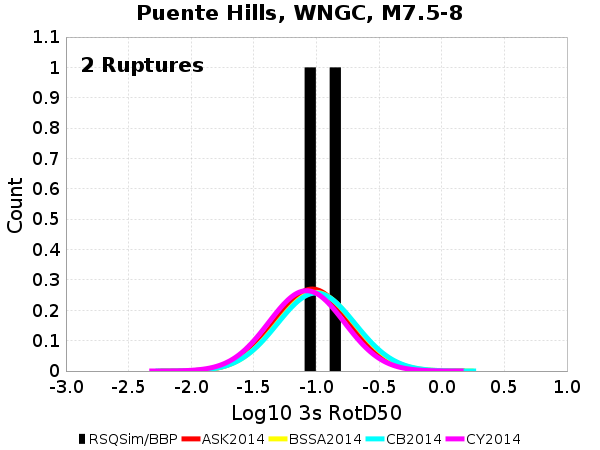 Puente Hills, WNGC, M7.5-8
1.1
2 Ruptures
1
0.9
0.8
0.7
0.6
0.5
0.4
0.3
0.2
0.1
0
Count
-3.0 -2.5 -2.0 -1.5 -1.0 -0.5 0.0 0.5 1.0
Log10 3s RotD50
RSQSim/BBP ASK2014 BSSA2014 CB2014 CY2014